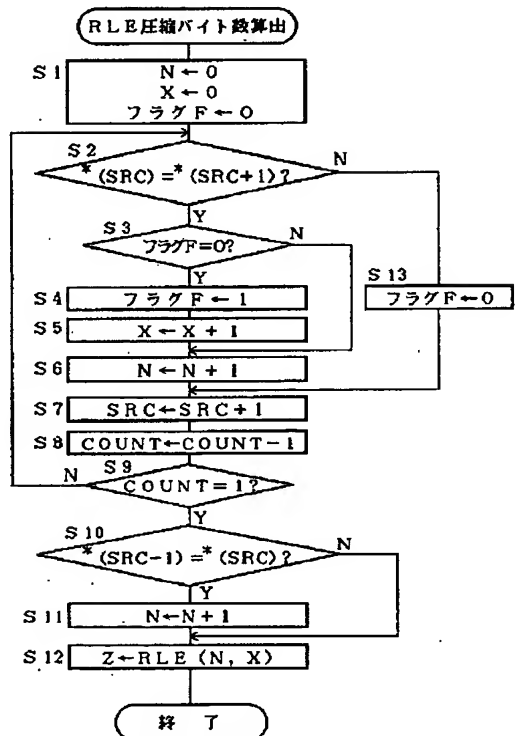 RLE圧縮バイト数算出
S1
N←0
X←0
フラグF←0
S2
*(SRC)=*(SRC+1)?
N
Y
S3
フラグF=0?
N
Y
S13
フラグF←0
S4
フラグF←1
S5
X←X+1
S6
N←N+1
S7
SRC←SRC+1
S8
COUNT←COUNT-1
S9
N
COUNT=1?
Y
S10
*(SRC-1)=*(SRC)?
N
Y
S11
N←N+1
S12
Z←RLE(N,X)
終了